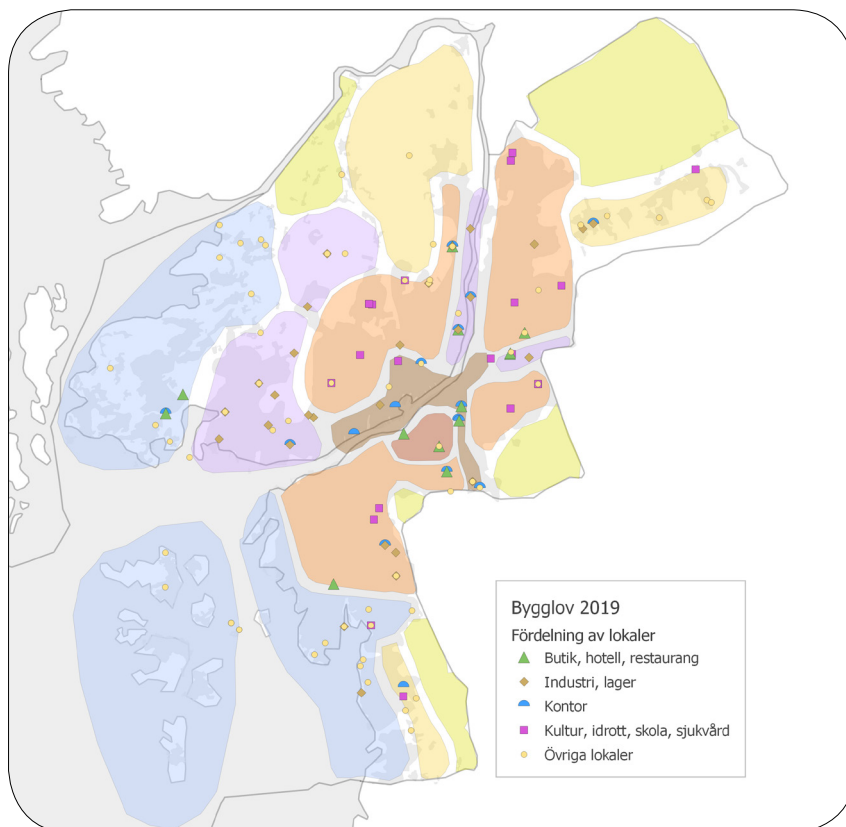 Bygglov 2019
Fördelning av lokaler
Butik, hotell, restaurang
Industri, lager
Kontor
Kultur, idrott, skola, sjukvård
Övriga lokaler